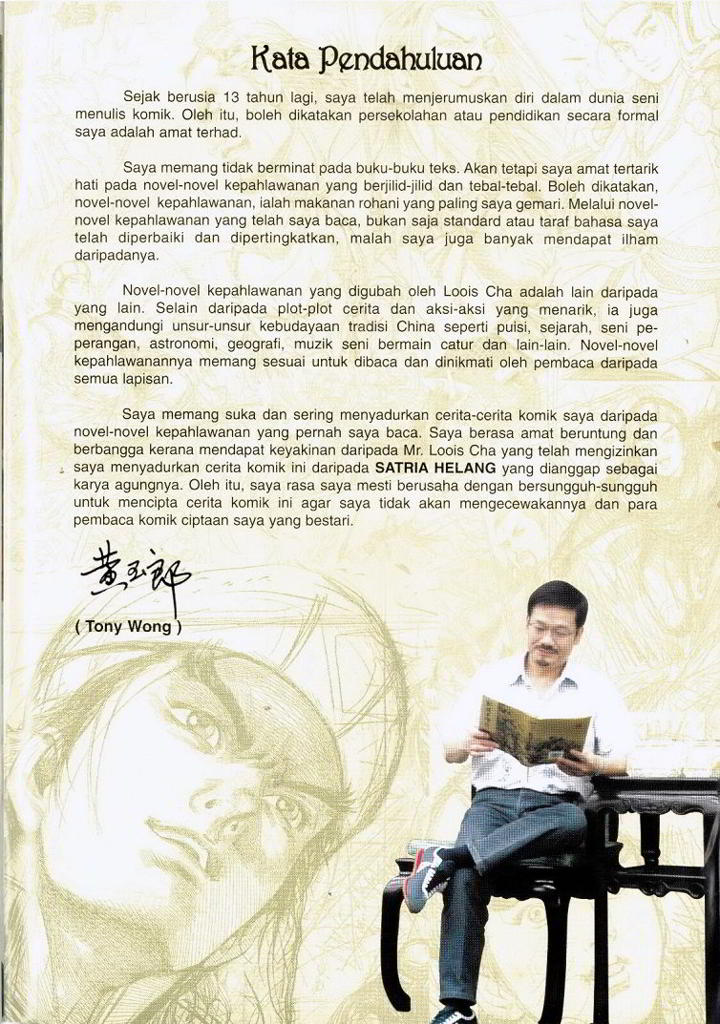 Kata Pendahuluan
Sejak berusia 13 tahun lagi, saya telah menjerumuskan diri dalam dunia seni
menulis komik. Oleh itu, boleh dikatakan persekolahan atau pendidikan secara formal
saya adalah amat terhad.
Saya memang tidak berminat pada buku-buku teks. Akan tetapi saya amat tertarik
hati pada novel-novel kepahlawanan yang berjilid-jilid dan tebal-tebal. Boleh dikatakan,
novel-novel kepahlawanan, ialah makanan rohani yang paling saya gemari. Melalui novel-
novel kepahlawanan yang telah saya baca, bukan saja standard atau taraf bahasa saya
telah diperbaiki dan dipertingkatkan, malah saya juga banyak mendapat ilham
daripadanya.
Novel-novel kepahlawanan yang digubah olehLoois Cha adalah lain daripada
yang lain. Selain daripada plot-plot cerita dan aksi-aksi yang menarik, ia juga
mengandungi unsur-unsur kebudayaan tradisi China seperti puisi, sejarah, seni pe-
perangan, astronomi, geografi, muzik seni bermain catur dan lain-lain. Novel-novel
kepahlawanannya memang sesuai untuk dibaca dan dinikmati oleh pembaca daripada
semua lapisan.
Saya memang suka dan sering menyadurkan cerita-cerita komik saya daripada
novel-novel kepahlawanan yang pernah saya baca. Saya berasa amat beruntung dan
berbangga kerana mendapat keyakinan daripada Mr. Loois Cha yang telah mengizinkan
saya menyadurkan cerita komik ini daripada SATRIA HELANG yang dianggap sebagai
karya agungnya. Oleh itu, saya rasa saya mesti berusaha dengan bersungguh-sungguh
untuk mencipta cerita komik ini agar saya tidak akan mengecewakannya dan para
pembaca komik ciptaan saya yang bestari.
黄玉郎
( Tony Wong )